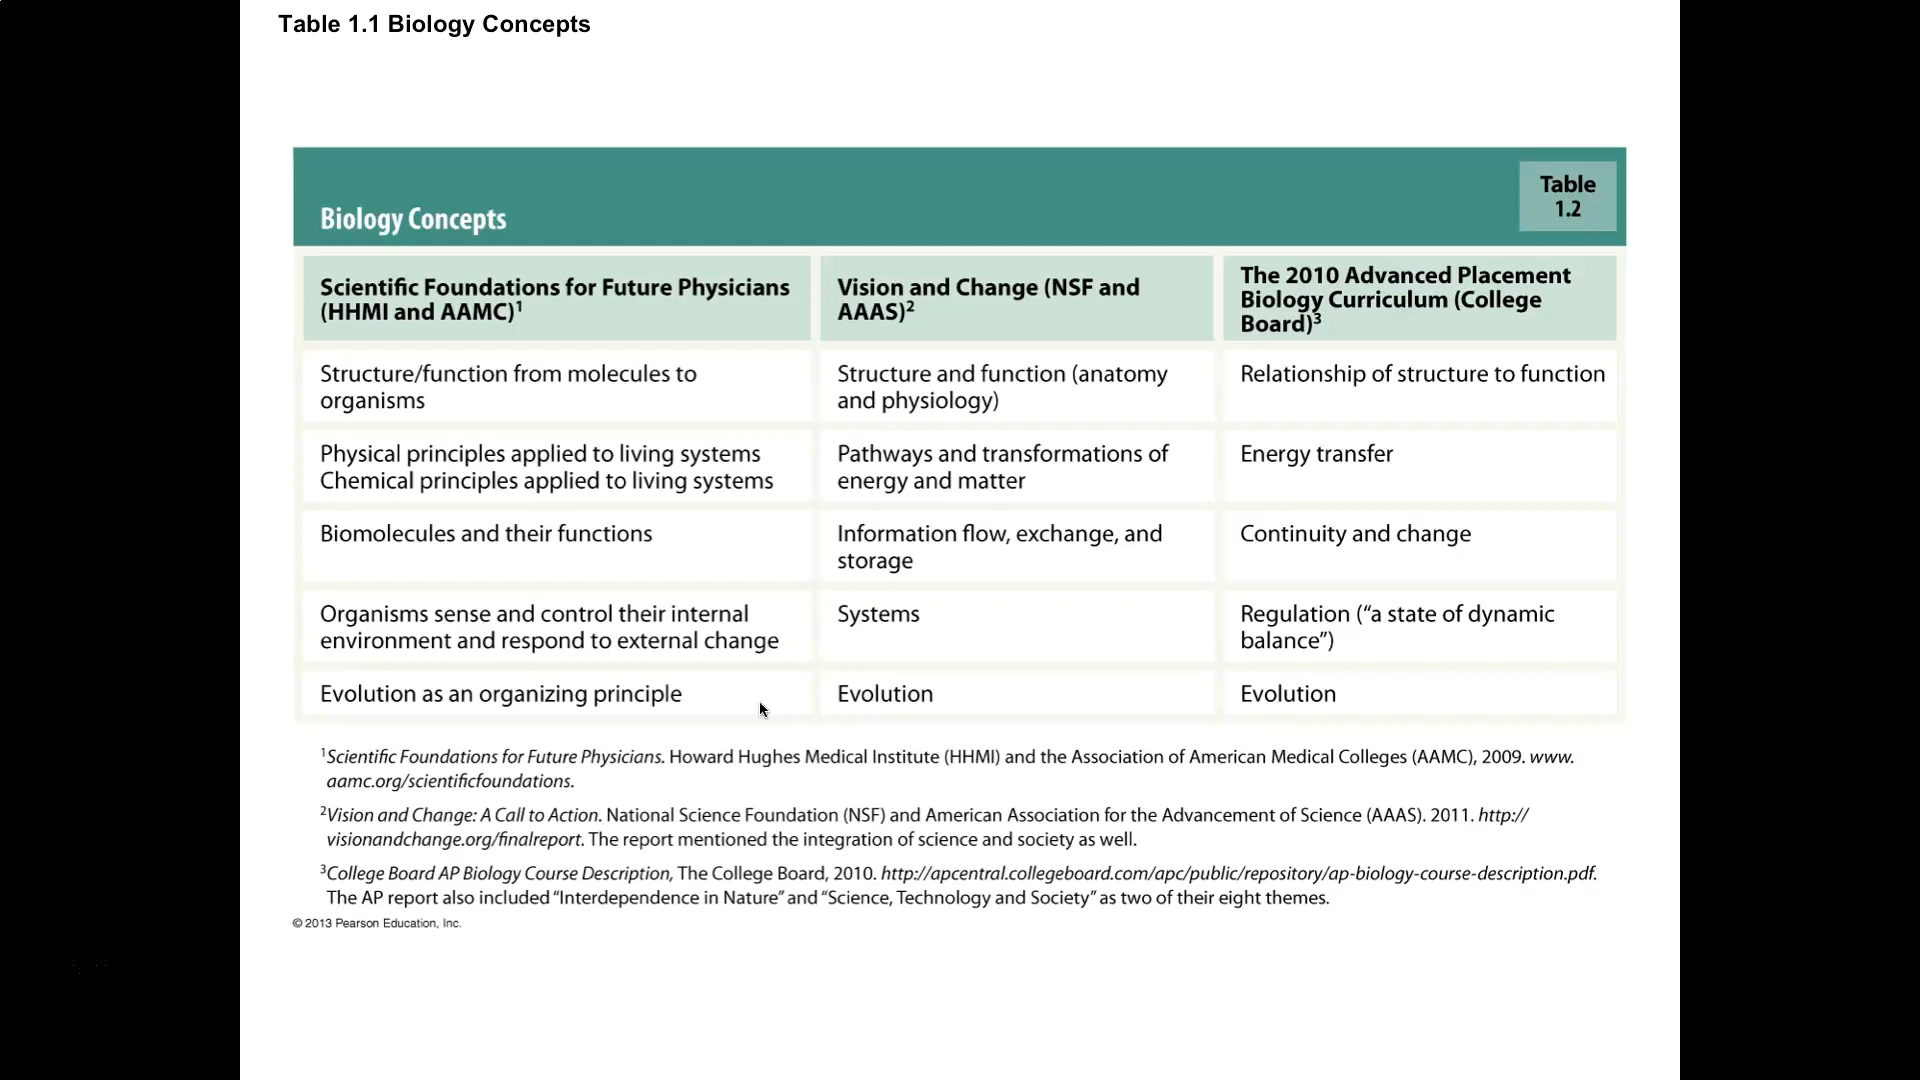 Table 1.1 Biology Concepts
Biology Concepts
Table
1.2
Scientific Foundations for Future Physicians
(HHMI and AAMC)1
Vision and Change (NSF and
AAAS)2
The 2010 Advanced Placement
Biology Curriculum (College
Board)3
Structure/function from molecules to
organisms
Structure and function (anatomy
and physiology)
Relationship of structure to function
Physical principles applied to living systems
Chemical principles applied to living systems
Pathways and transformations of
energy and matter
Energy transfer
Biomolecules and their functions
Information flow, exchange, and
storage
Continuity and change
Organisms sense and control their internal
environment and respond to external change
Systems
Regulation (“a state of dynamic
balance”)
Evolution as an organizing principle
Evolution
Evolution
1Scientific Foundations for Future Physicians. Howard Hughes Medical Institute (HHMI) and the Association of American Medical Colleges (AAMC), 2009. www.
aamc.org/scientificfoundations.
2Vision and Change: A Call to Action. National Science Foundation (NSF) and American Association for the Advancement of Science (AAAS). 2011. http://
visionandchange.org/finalreport. The report mentioned the integration of science and society as well.
3College Board AP Biology Course Description, The College Board, 2010. http://apcentral.collegeboard.com/apc/public/repository/ap-biology-course-description.pdf.
The AP report also included “Interdependence in Nature” and “Science, Technology and Society” as two of their eight themes.
© 2013 Pearson Education, Inc.